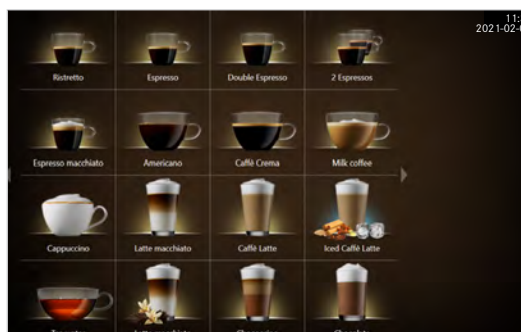 11:
2021-02-0
Ristretto
Espresso
Double Espresso
2 Espressos
Espresso macchiato
Americano
Caffè Crema
Milk coffee
Cappuccino
Latte macchiato
Caffè Latte
Iced Caffè Latte